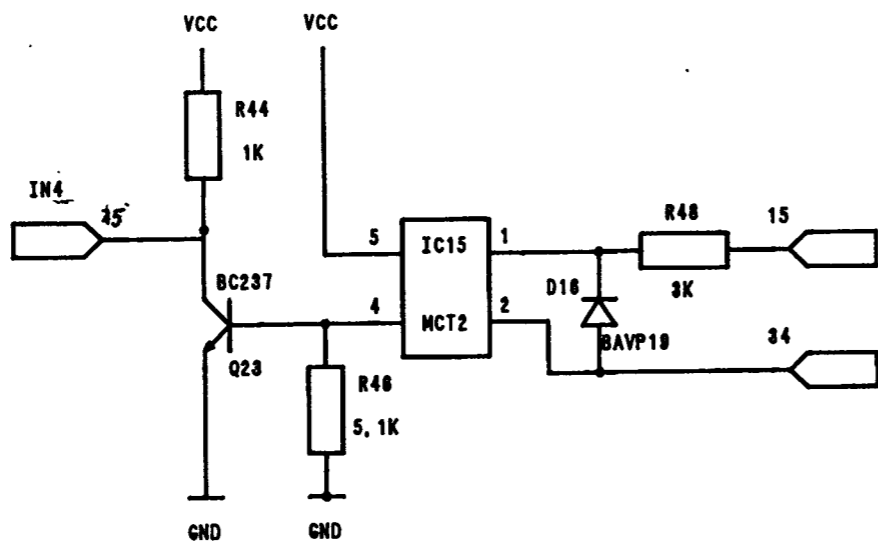 VCC
VCC
R44
1K
IN4
45
BC237
Q23
5
IC15
1
4
MCT2
2
R46
5,1K
D16
BAVP19
R48
3K
15
34
GND
GND